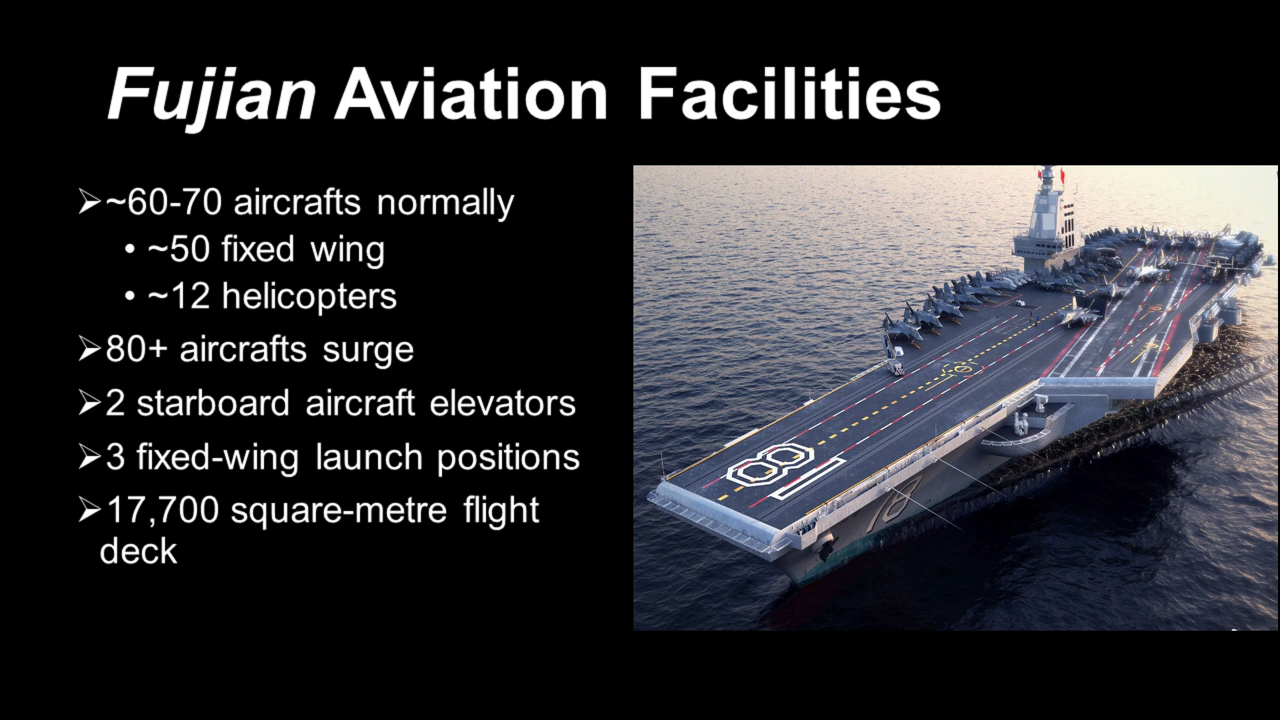 Fujian Aviation Facilities
➢~60-70 aircrafts normally
• ~50 fixed wing
• ~12 helicopters
➢80+ aircrafts surge
➢2 starboard aircraft elevators
➢3 fixed-wing launch positions
➢17,700 square-metre flight
deck
18
18